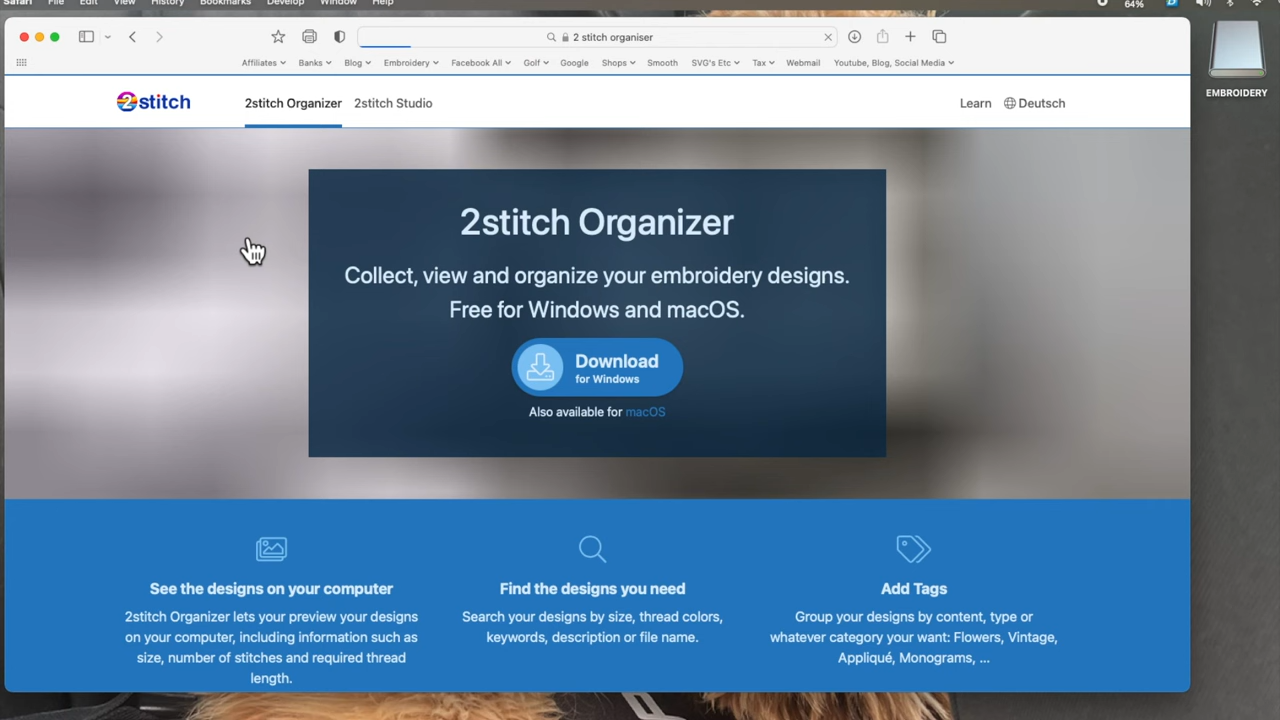 Safari File Edit View History Bookmarks Develop Window Help 64%
2 stitch organiser
Affiliates Banks Blog Embroidery Facebook All Golf Google Shops Smooth SVG's Etc Tax Webmail Youtube, Blog, Social Media
EMBROIDERY
2stitch 2stitch Organizer 2stitch Studio Learn Deutsch
2stitch Organizer
Collect, view and organize your embroidery designs.
Free for Windows and macOS.
Download
for Windows
Also available for macOS
See the designs on your computer
2stitch Organizer lets your preview your designs
on your computer, including information such as
size, number of stitches and required thread
length.
Find the designs you need
Search your designs by size, thread colors,
keywords, description or file name.
Add Tags
Group your designs by content, type or
whatever category your want: Flowers, Vintage,
Appliqué, Monograms, ...